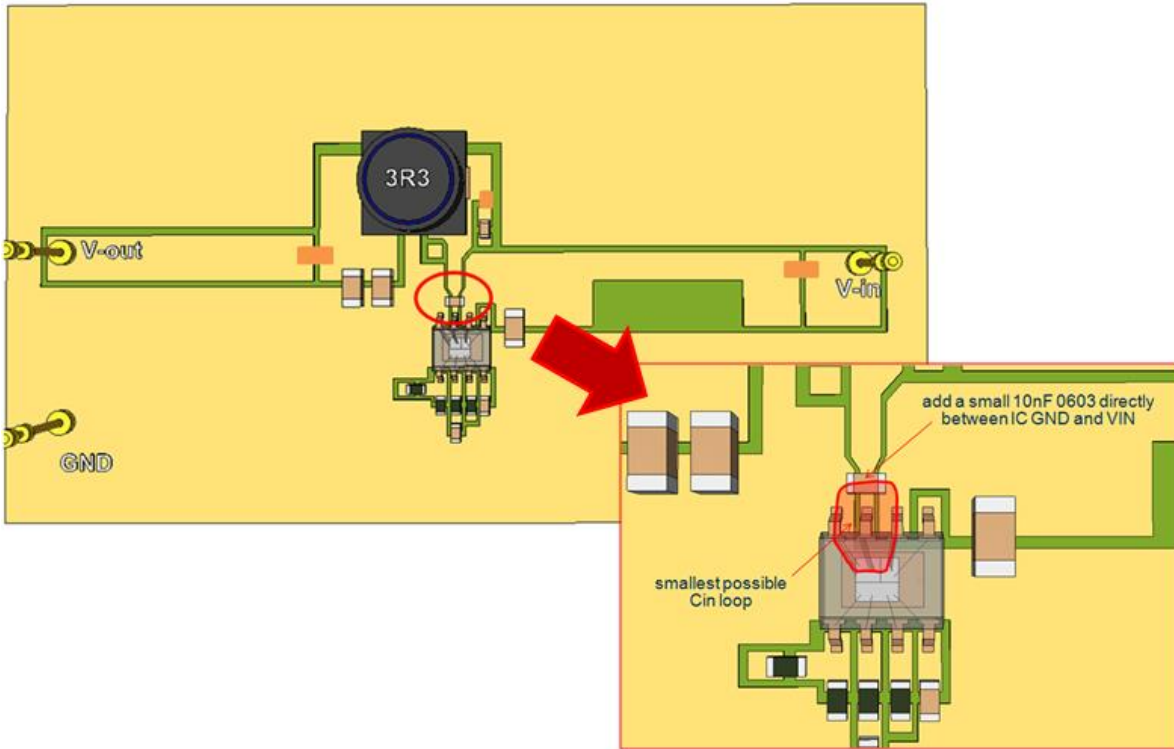 3R3
V-out
V-in
GND
add a small 10nF 0603 directly
between IC GND and VIN
smallest possible
Cin loop